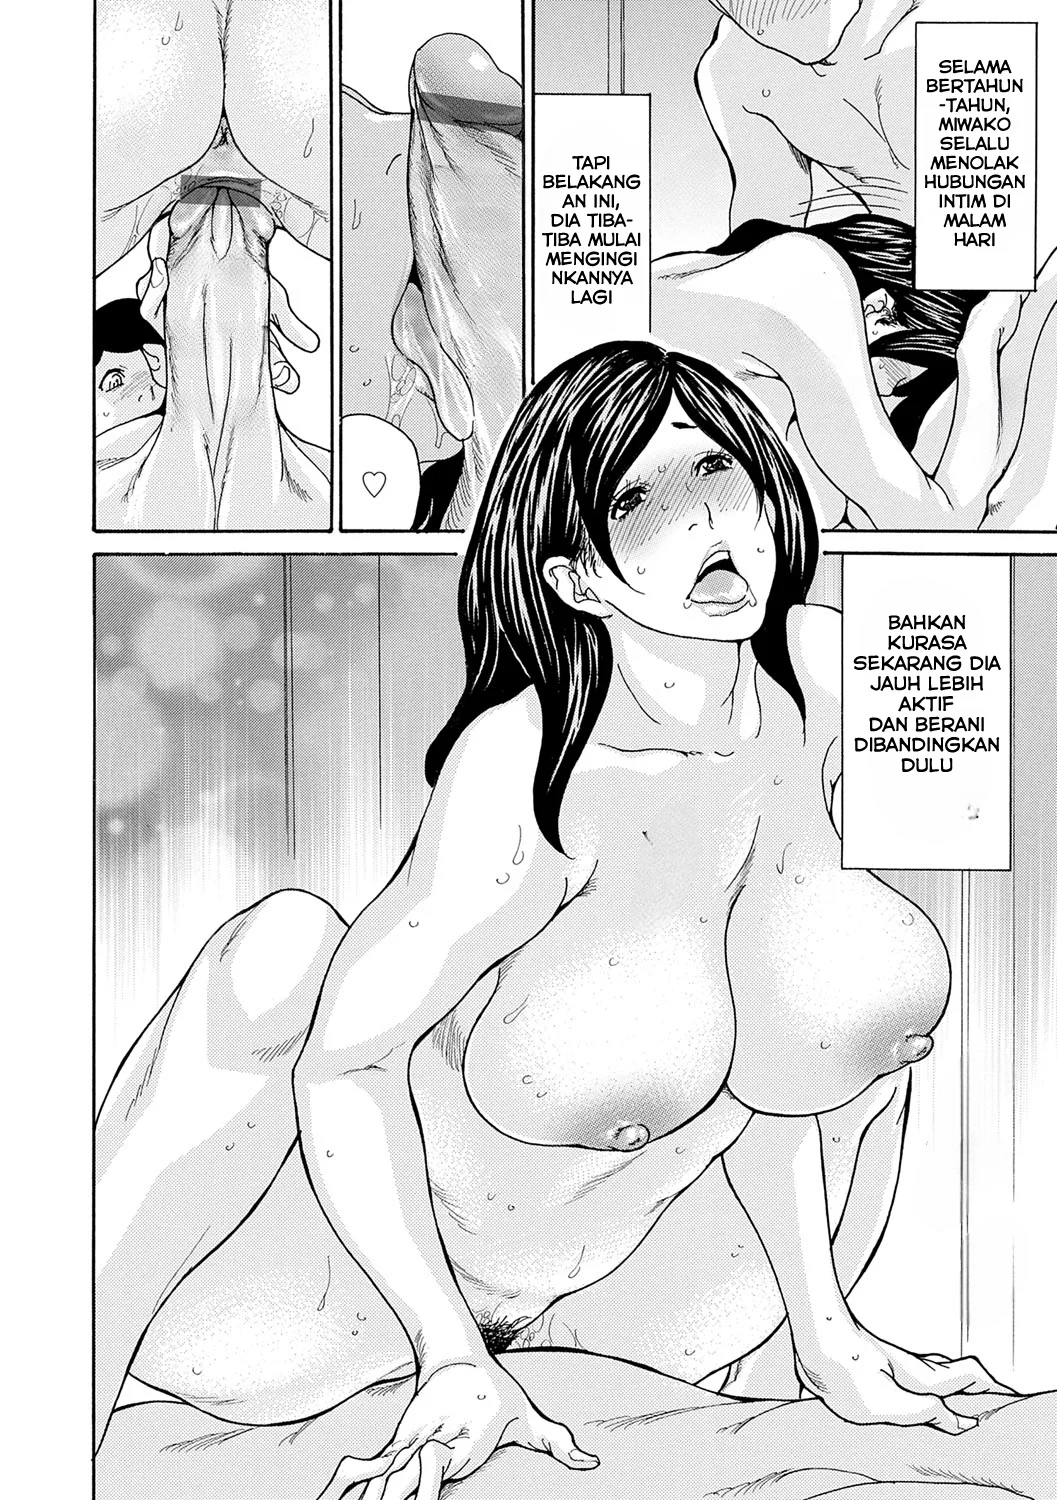 SELAMA
BERTAHUN
-TAHUN,
MIWAKO
SELALU
MENOLAK
HUBUNGAN
INTIM DI
MALAM
HARI
TAPI
BELAKANG
AN INI,
DIA TIBA-
TIBA MULAI
MENGINGI
NKANNYA
LAGI
BAHKAN
KURASA
SEKARANG DIA
JAUH LEBIH
AKTIF
DAN BERANI
DIBANDINGKAN
DULU